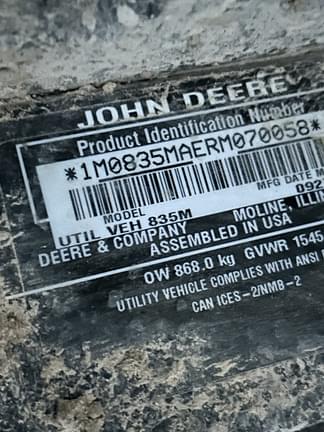 JOHN DEERE
Product Identification Number
*1M0835MAERM070058*
MODEL MFG DATE
UTIL VEH 835M 092
DEERE & COMPANY MOLINE, ILLI
ASSEMBLED IN USA
OW 868.0 kg GVWR 1545
UTILITY VEHICLE COMPLIES WITH ANSI
CAN ICES-2/NMB-2